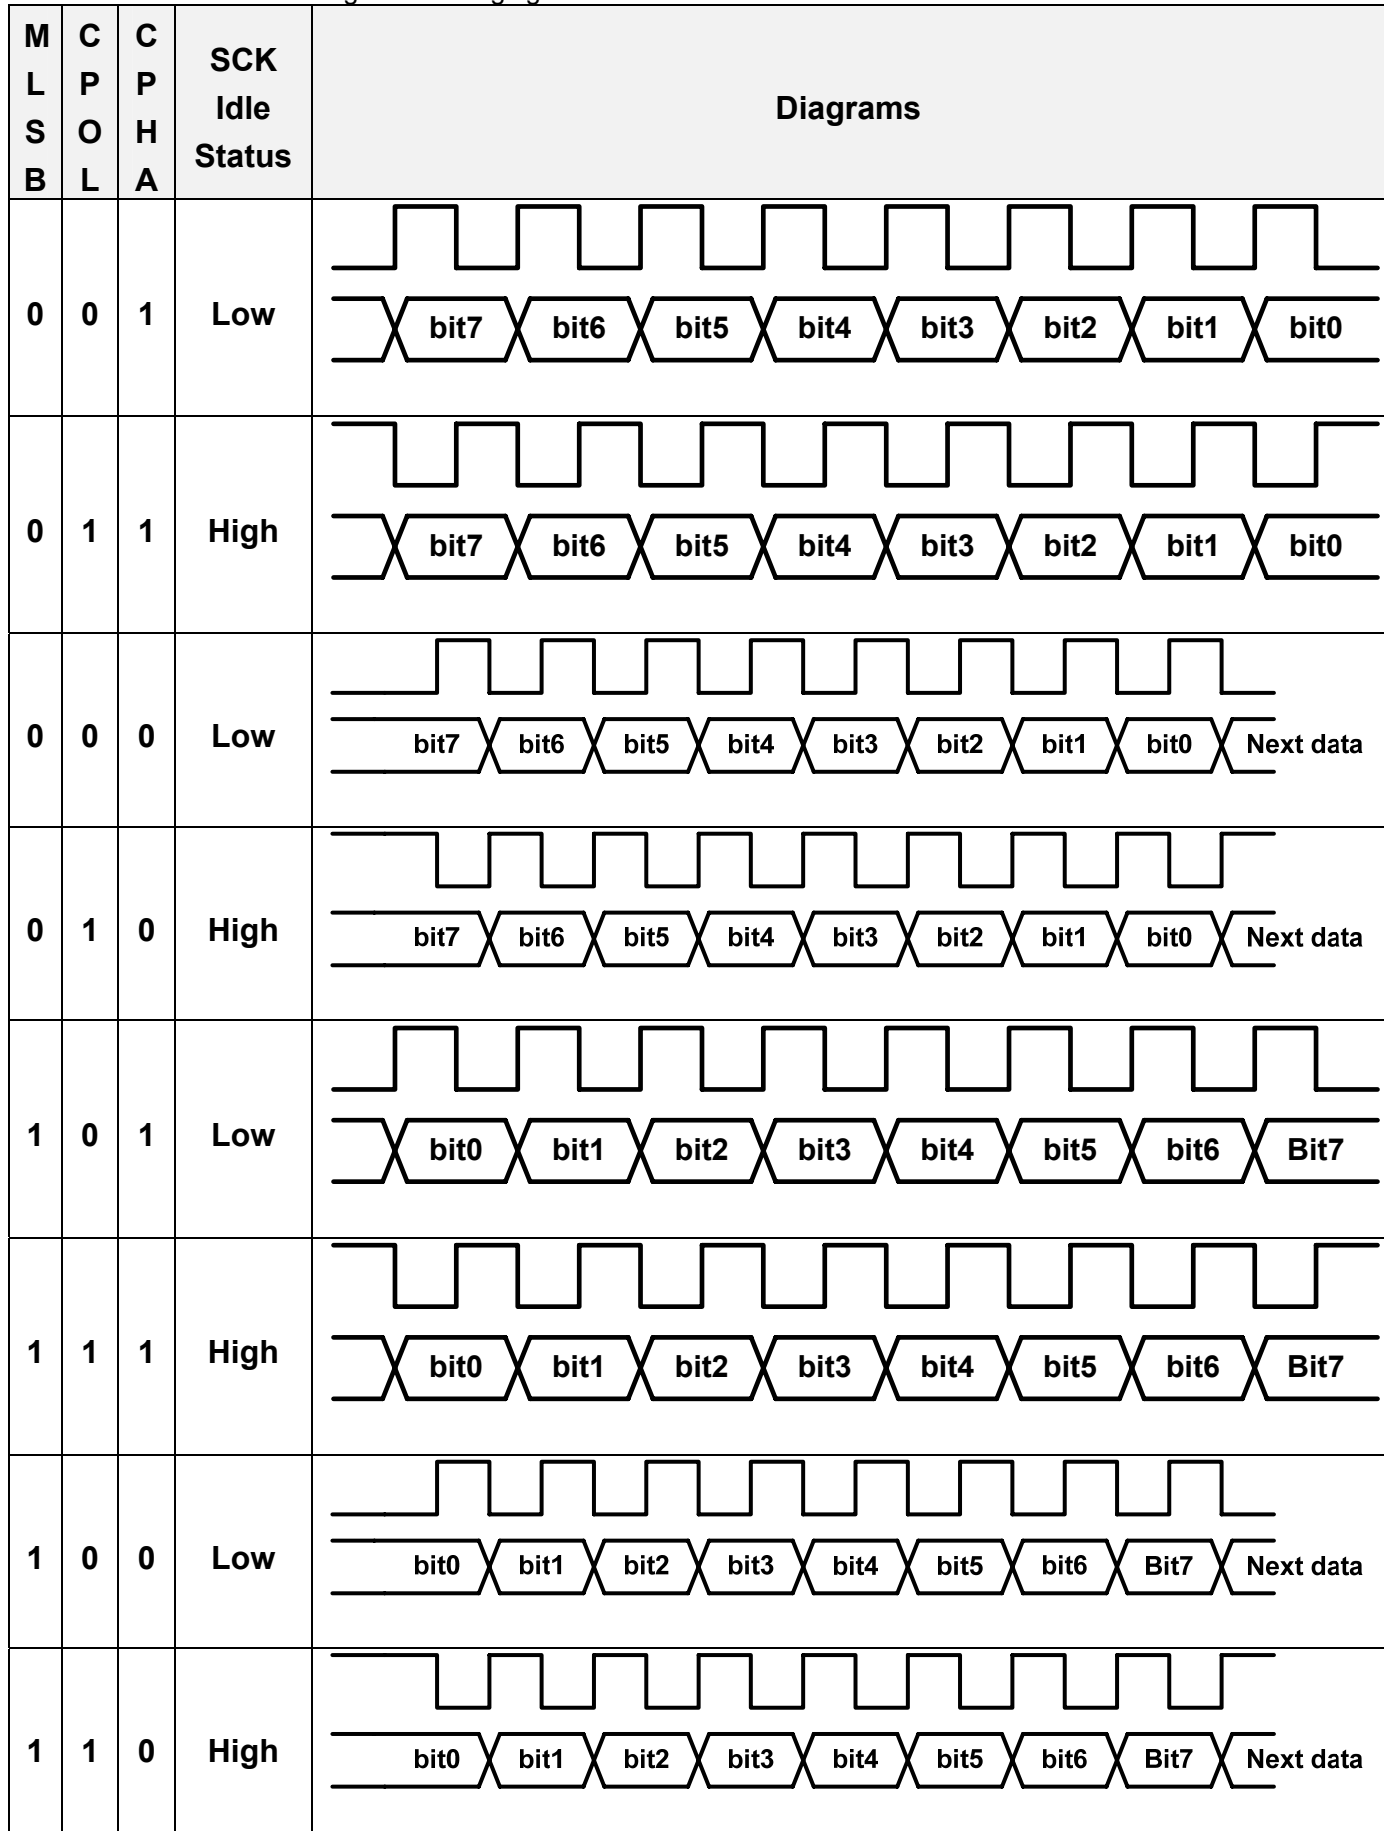 MLSB CPOL CPHA SCK Idle Status Diagrams
0 0 1 Low bit7 bit6 bit5 bit4 bit3 bit2 bit1 bit0
0 1 1 High bit7 bit6 bit5 bit4 bit3 bit2 bit1 bit0
0 0 0 Low bit7 bit6 bit5 bit4 bit3 bit2 bit1 bit0 Next data
0 1 0 High bit7 bit6 bit5 bit4 bit3 bit2 bit1 bit0 Next data
1 0 1 Low bit0 bit1 bit2 bit3 bit4 bit5 bit6 Bit7
1 1 1 High bit0 bit1 bit2 bit3 bit4 bit5 bit6 Bit7
1 0 0 Low bit0 bit1 bit2 bit3 bit4 bit5 bit6 Bit7 Next data
1 1 0 High bit0 bit1 bit2 bit3 bit4 bit5 bit6 Bit7 Next data